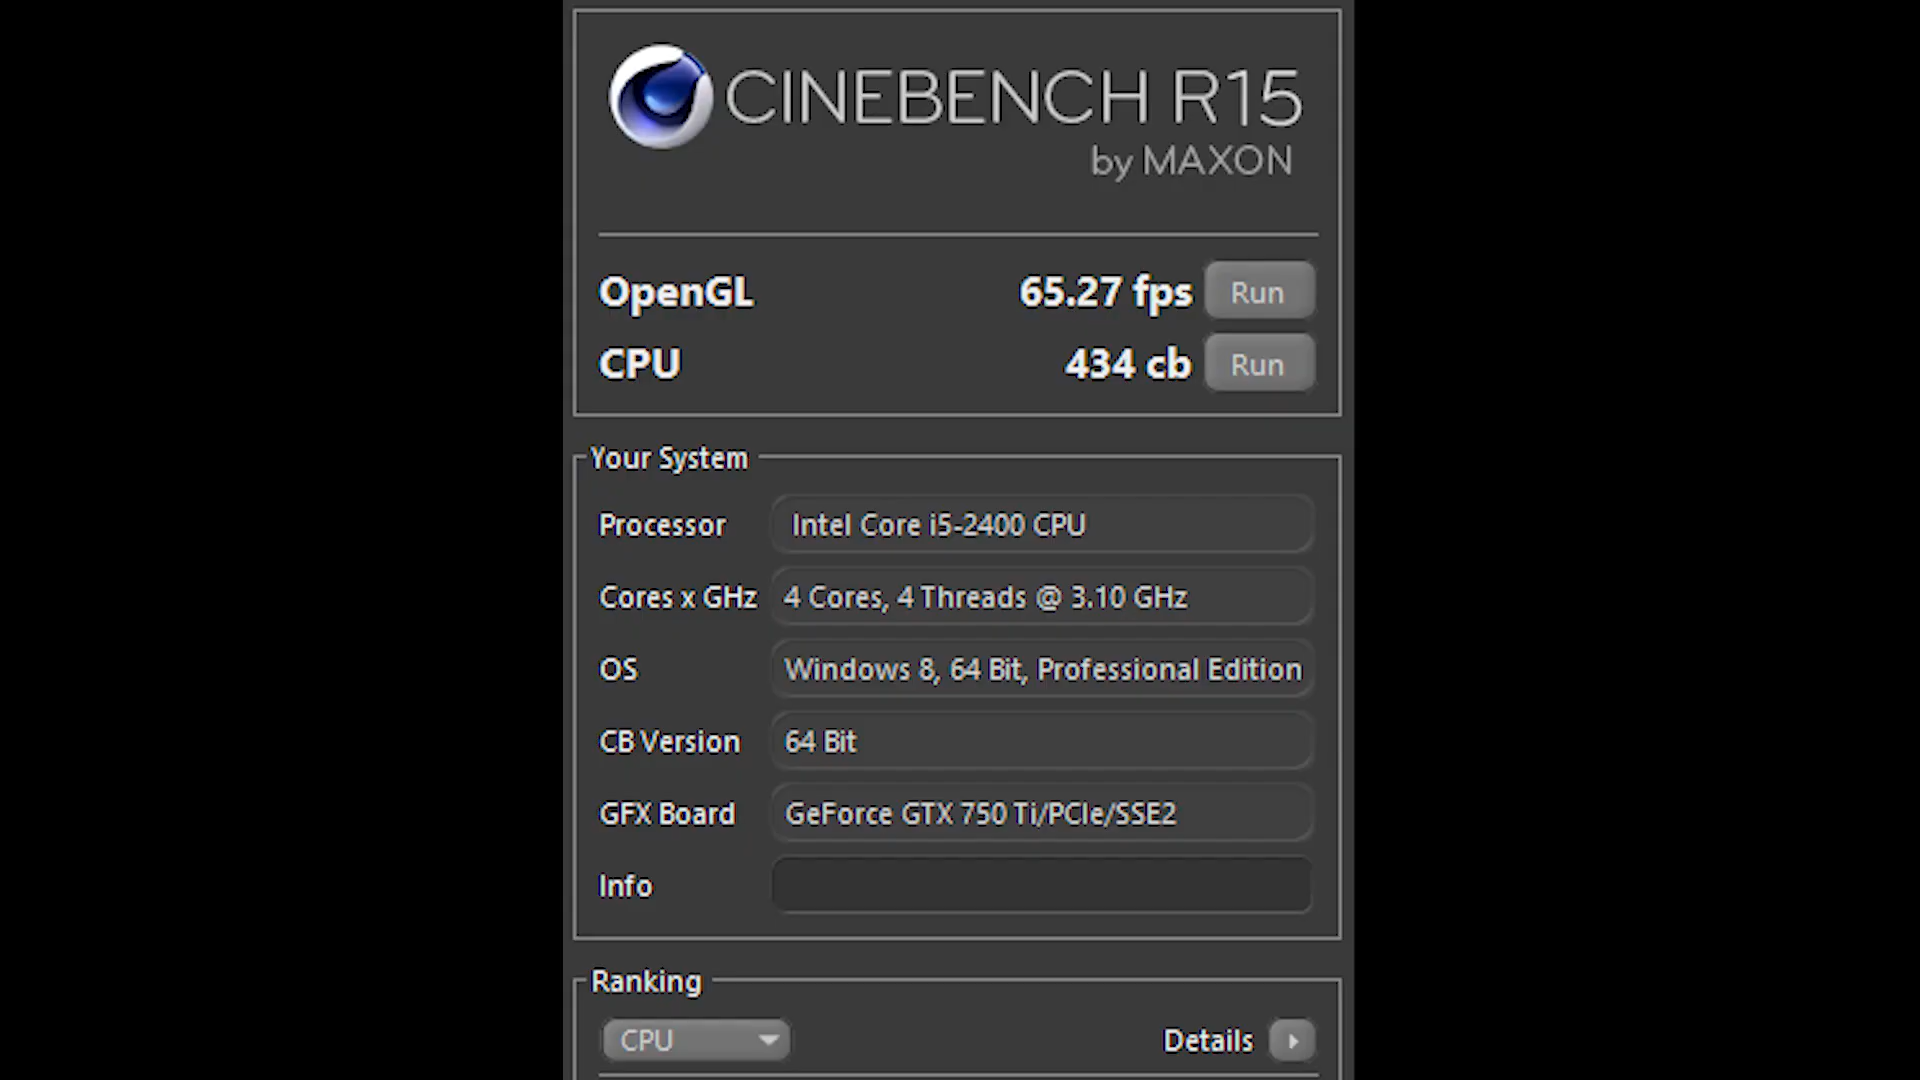 CINEBENCH R15
by MAXON
OpenGL 65.27 fps Run
CPU 434 cb Run
Your System
Processor Intel Core i5-2400 CPU
Cores x GHz 4 Cores, 4 Threads @ 3.10 GHz
OS Windows 8, 64 Bit, Professional Edition
CB Version 64 Bit
GFX Board GeForce GTX 750 Ti/PCIe/SSE2
Info
Ranking
CPU Details